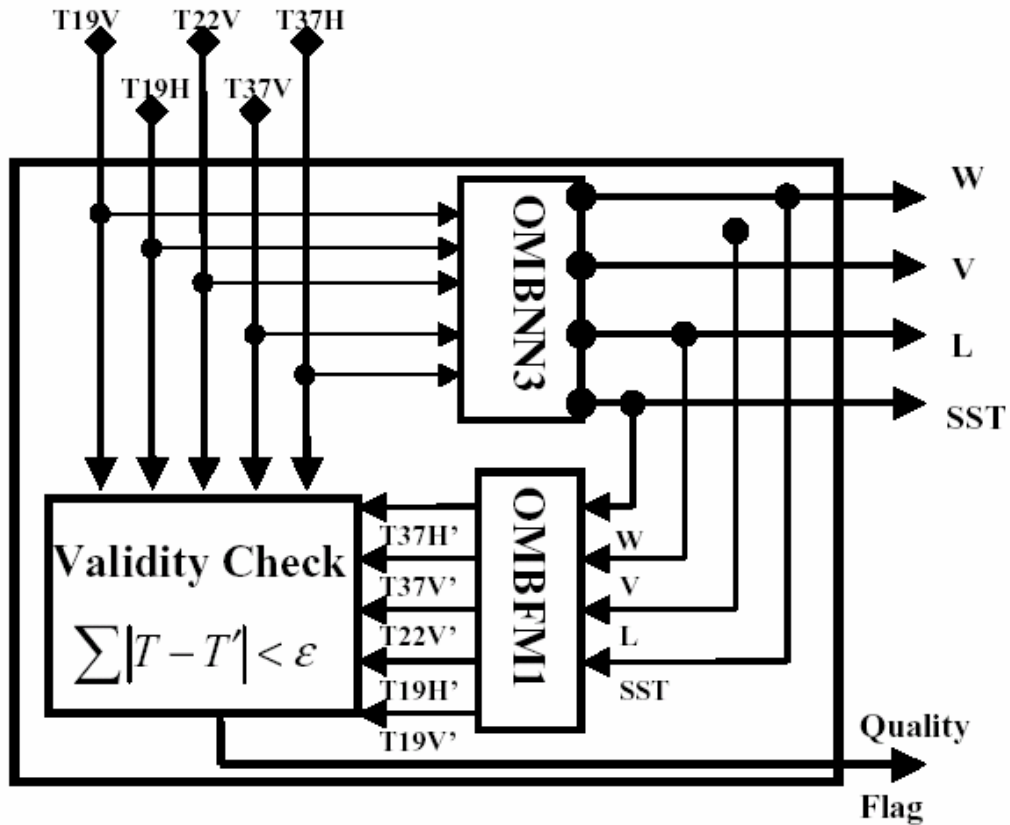 T19V T22V T37H
T19H T37V
OMBNN3
W
V
L
SST
OMBFM1
Validity Check
∑|T − T′| < ε
T37H’
T37V’
T22V’
T19H’
T19V’
W
V
L
SST
Quality
Flag